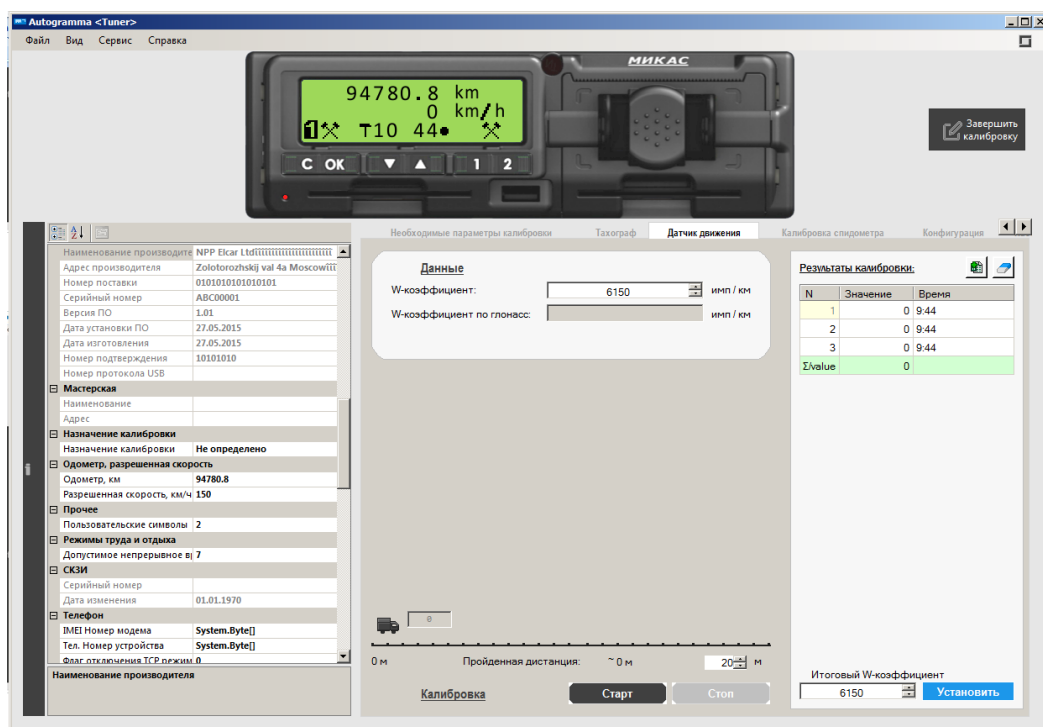 Autogramma <Tuner>
Файл Вид Сервис Справка
МИКАС
94780.8 km
0 km/h
1 10 44
C OK 1 2
Завершить
калибровку
Наименование производите NPP Elcar Ltdïïïïïïïïïïïïïïïïïïïïïï
Адрес производителя Zolotorozhskij val 4a Moscowïïï
Номер поставки 0101010101010101
Серийный номер ABC00001
Версия ПО 1.01
Дата установки ПО 27.05.2015
Дата изготовления 27.05.2015
Номер подтверждения 10101010
Номер протокола USB
Мастерская
Наименование
Адрес
Назначение калибровки
Назначение калибровки Не определено
Одометр, разрешенная скорость
Одометр, км 94780.8
Разрешенная скорость, км/ч 150
Прочее
Пользовательские символы 2
Режимы труда и отдыха
Допустимое непрерывное в 7
СКЗИ
Серийный номер
Дата изменения 01.01.1970
Телефон
IMEI Номер модема System.Byte[]
Тел. Номер устройства System.Byte[]
Флаг отключения TCP режим 0
Наименование производителя
Необходимые параметры калибровки Тахограф Датчик движения Калибровка спидометра Конфигурация
Данные
W-коэффициент: 6150 имп / км
W-коэффициент по глонасс: имп / км
0
0 м Пройденная дистанция: ~ 0 м 20 м
Калибровка Старт Стоп
Результаты калибровки:
N Значение Время
1 0 9:44
2 0 9:44
3 0 9:44
Σ/value 0
Итоговый W-коэффициент
6150 Установить